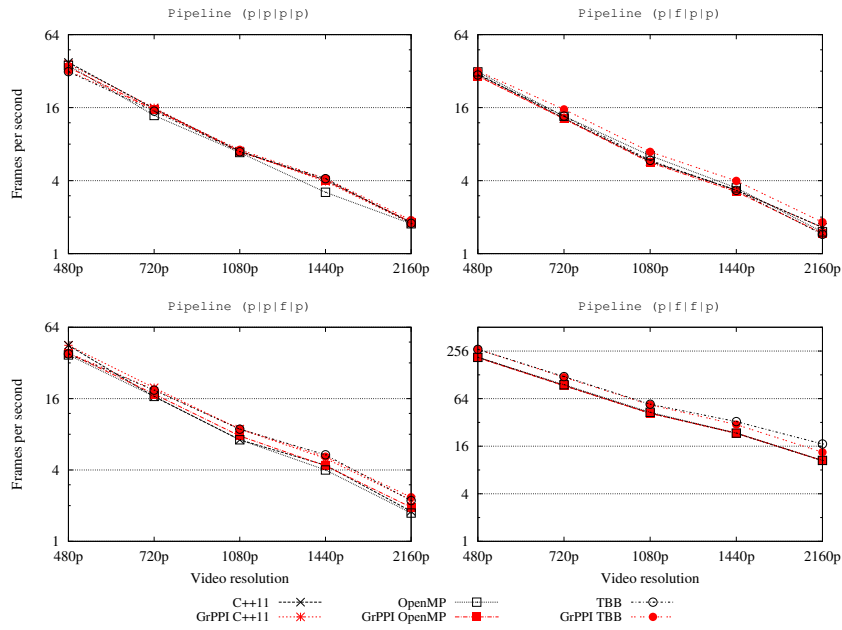 Pipeline (p|p|p|p)
Pipeline (p|f|p|p)
Frames per second
64
16
4
1
480p 720p 1080p 1440p 2160p
64
16
4
1
480p 720p 1080p 1440p 2160p
Pipeline (p|p|f|p)
Pipeline (p|f|f|p)
Frames per second
64
16
4
1
480p 720p 1080p 1440p 2160p
Video resolution
256
64
16
4
1
480p 720p 1080p 1440p 2160p
Video resolution
C++11 OpenMP TBB
GrPPI C++11 GrPPI OpenMP GrPPI TBB